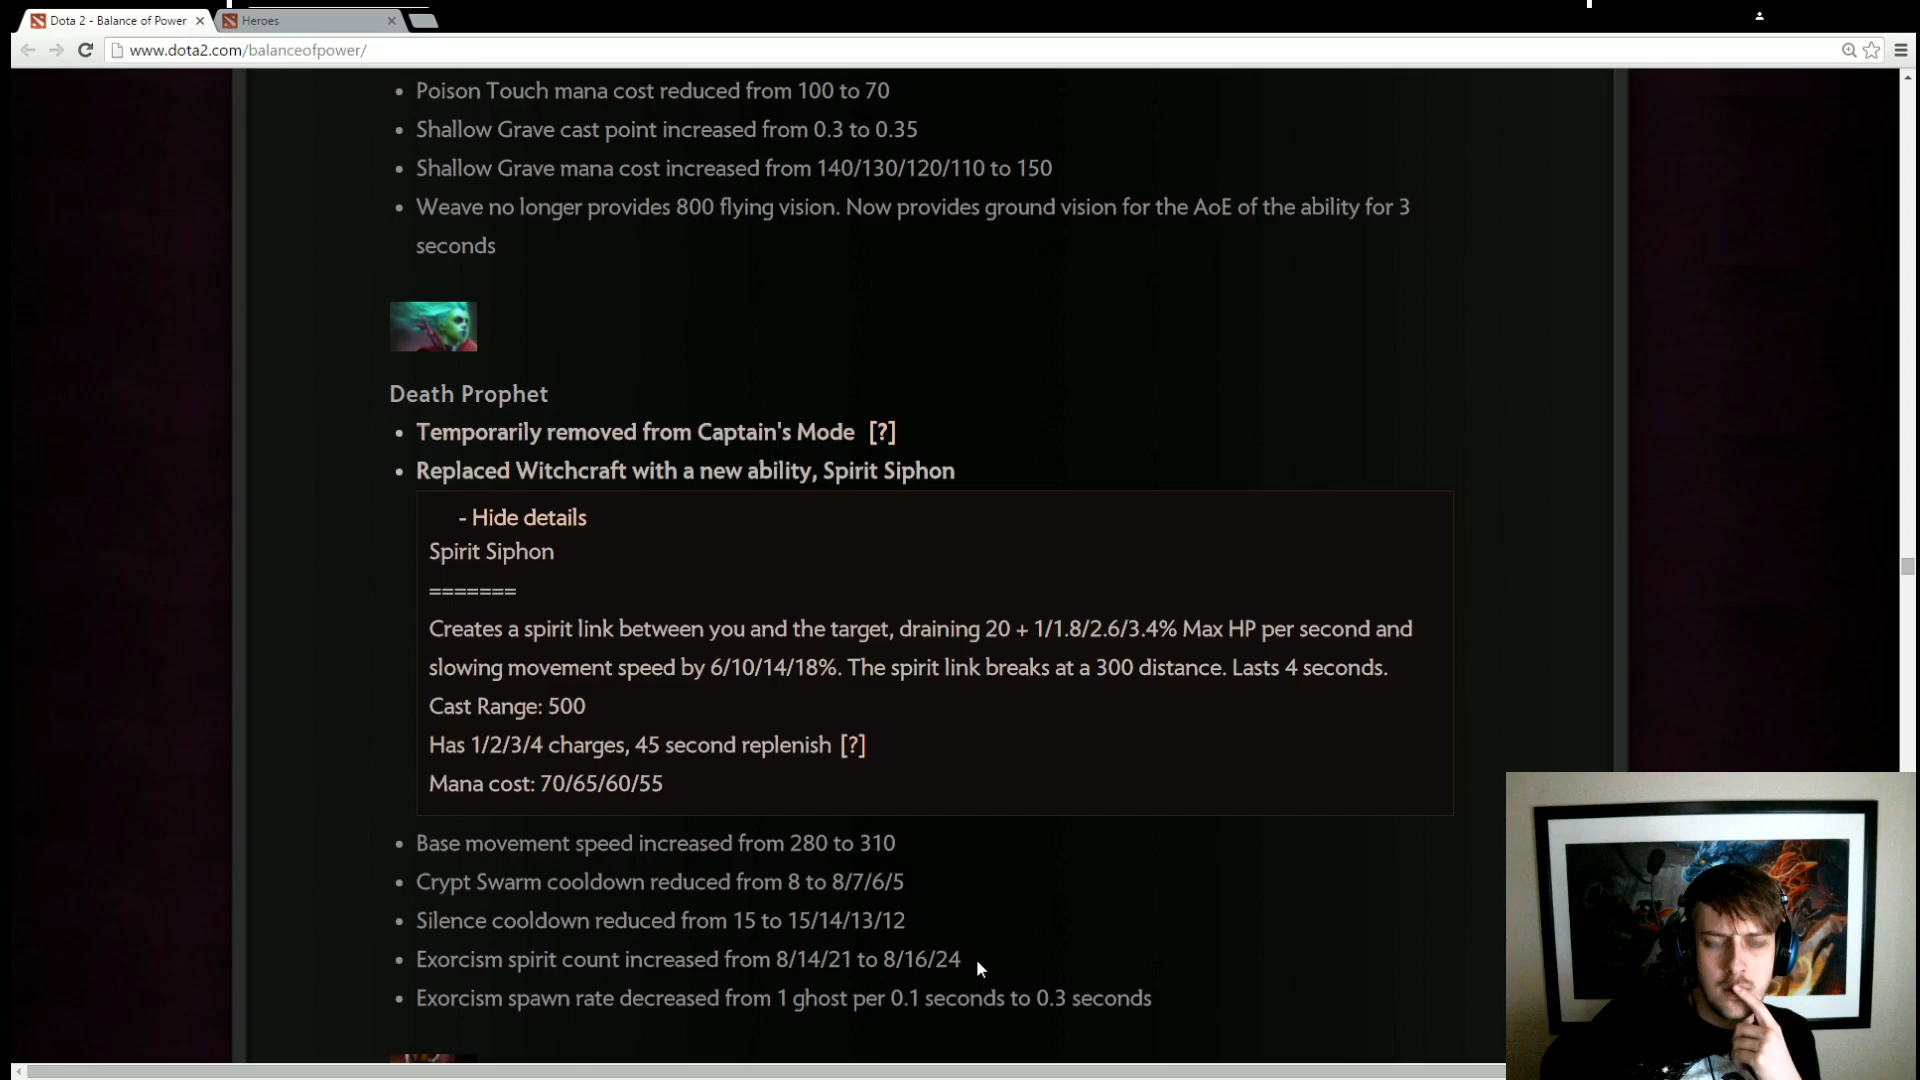 Dota 2 - Balance of Power
Heroes
www.dota2.com/balanceofpower/
• Poison Touch mana cost reduced from 100 to 70
• Shallow Grave cast point increased from 0.3 to 0.35
• Shallow Grave mana cost increased from 140/130/120/110 to 150
• Weave no longer provides 800 flying vision. Now provides ground vision for the AoE of the ability for 3
seconds
Death Prophet
• Temporarily removed from Captain's Mode [?]
• Replaced Witchcraft with a new ability, Spirit Siphon
- Hide details
Spirit Siphon
=======
Creates a spirit link between you and the target, draining 20 + 1/1.8/2.6/3.4% Max HP per second and
slowing movement speed by 6/10/14/18%. The spirit link breaks at a 300 distance. Lasts 4 seconds.
Cast Range: 500
Has 1/2/3/4 charges, 45 second replenish [?]
Mana cost: 70/65/60/55
• Base movement speed increased from 280 to 310
• Crypt Swarm cooldown reduced from 8 to 8/7/6/5
• Silence cooldown reduced from 15 to 15/14/13/12
• Exorcism spirit count increased from 8/14/21 to 8/16/24
• Exorcism spawn rate decreased from 1 ghost per 0.1 seconds to 0.3 seconds